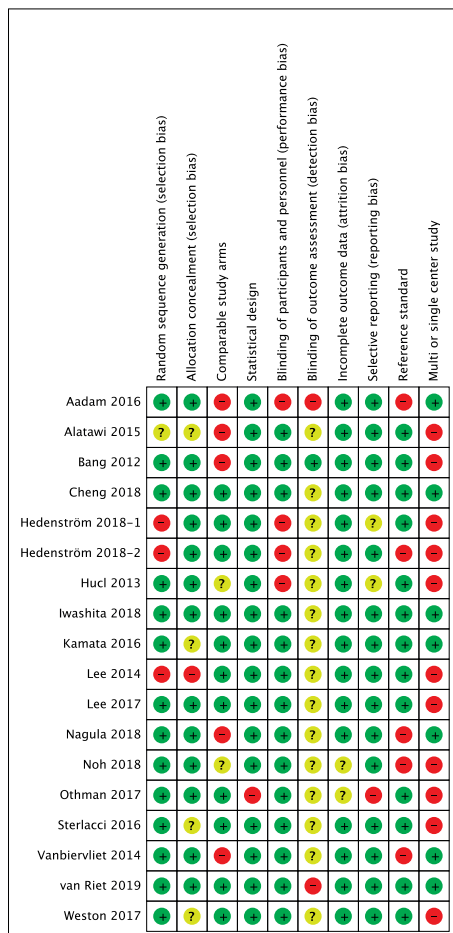 Random sequence generation (selection bias)
Allocation concealment (selection bias)
Comparable study arms
Statistical design
Blinding of participants and personnel (performance bias)
Blinding of outcome assessment (detection bias)
Incomplete outcome data (attrition bias)
Selective reporting (reporting bias)
Reference standard
Multi or single center study
Aadam 2016 + + − + − − + + − +
Alatawi 2015 ? ? − + + ? + + + −
Bang 2012 + + − + + + + + + −
Cheng 2018 + + + + + ? + + + +
Hedenström 2018-1 − + + + − ? + ? + −
Hedenström 2018-2 − + + + − ? + + − −
Hucl 2013 + + ? + − ? + ? + −
Iwashita 2018 + + + + + ? + + + +
Kamata 2016 + ? + + + ? + + + +
Lee 2014 − − + + + ? + + + −
Lee 2017 + + + + + ? + + + −
Nagula 2018 + + − + + ? + + − +
Noh 2018 + + ? + + ? ? + − −
Othman 2017 + + + − + ? ? − + −
Sterlacci 2016 + ? + + + ? + + + −
Vanbiervliet 2014 + + − + + ? + + − +
van Riet 2019 + + + + + − + + + +
Weston 2017 + ? + + + ? + + + −